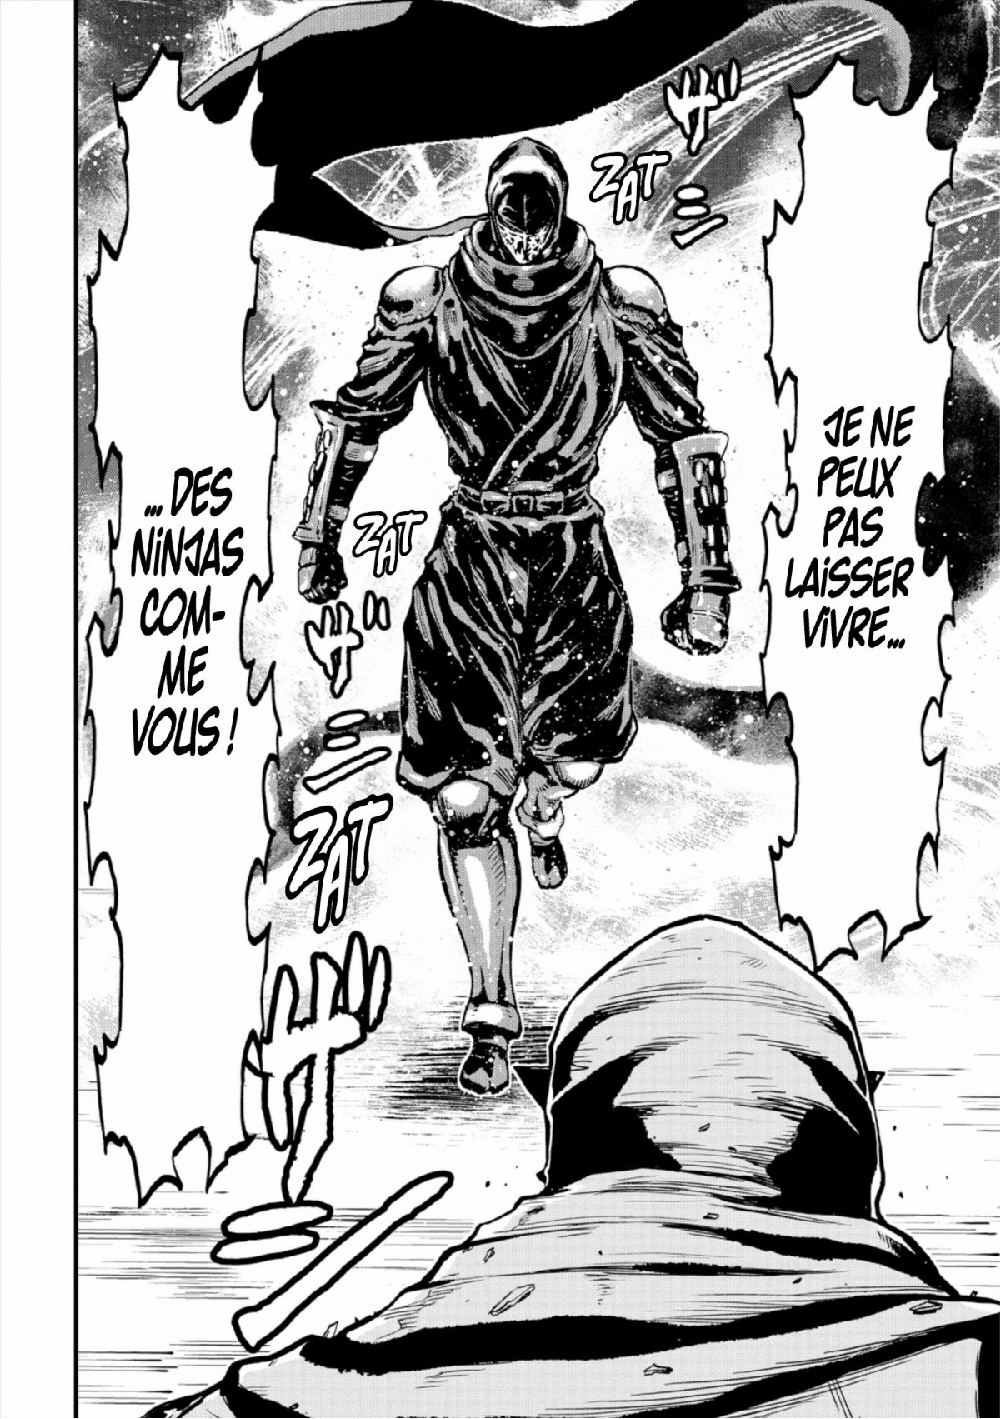 JE NE
PEUX
PAS
LAISSER
VIVRE...
...DES
NINJAS
COM-
ME
VOUS !
ZAT
ザッ
ZAT
ザッ
ZAT
ザッ